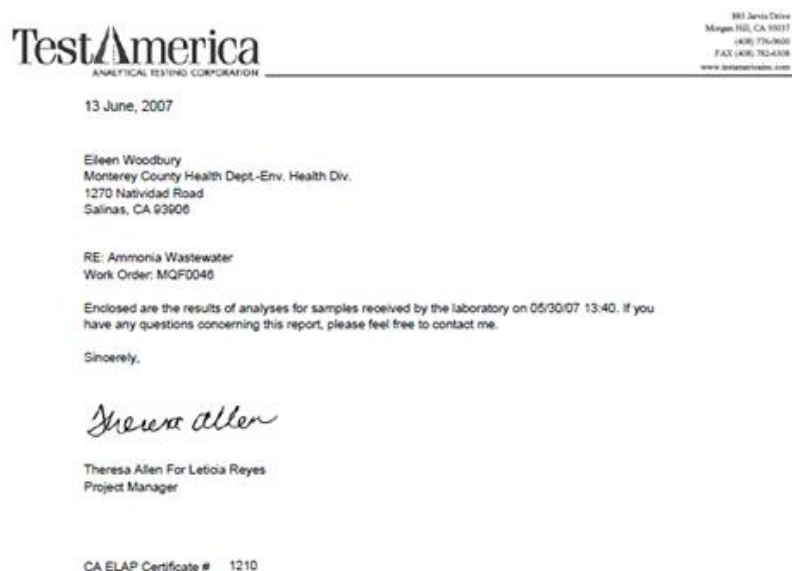 TestAmerica
ANALYTICAL TESTING CORPORATION
885 Jarvis Drive
Morgan Hill, CA 95037
(408) 776-9600
FAX (408) 782-6308
www.testamericainc.com
13 June, 2007
Eileen Woodbury
Monterey County Health Dept.-Env. Health Div.
1270 Natividad Road
Salinas, CA 93906
RE: Ammonia Wastewater
Work Order: MQF0046
Enclosed are the results of analyses for samples received by the laboratory on 05/30/07 13:40. If you
have any questions concerning this report, please feel free to contact me.
Sincerely,
Theresa Allen
Theresa Allen For Leticia Reyes
Project Manager
CA ELAP Certificate # 1210